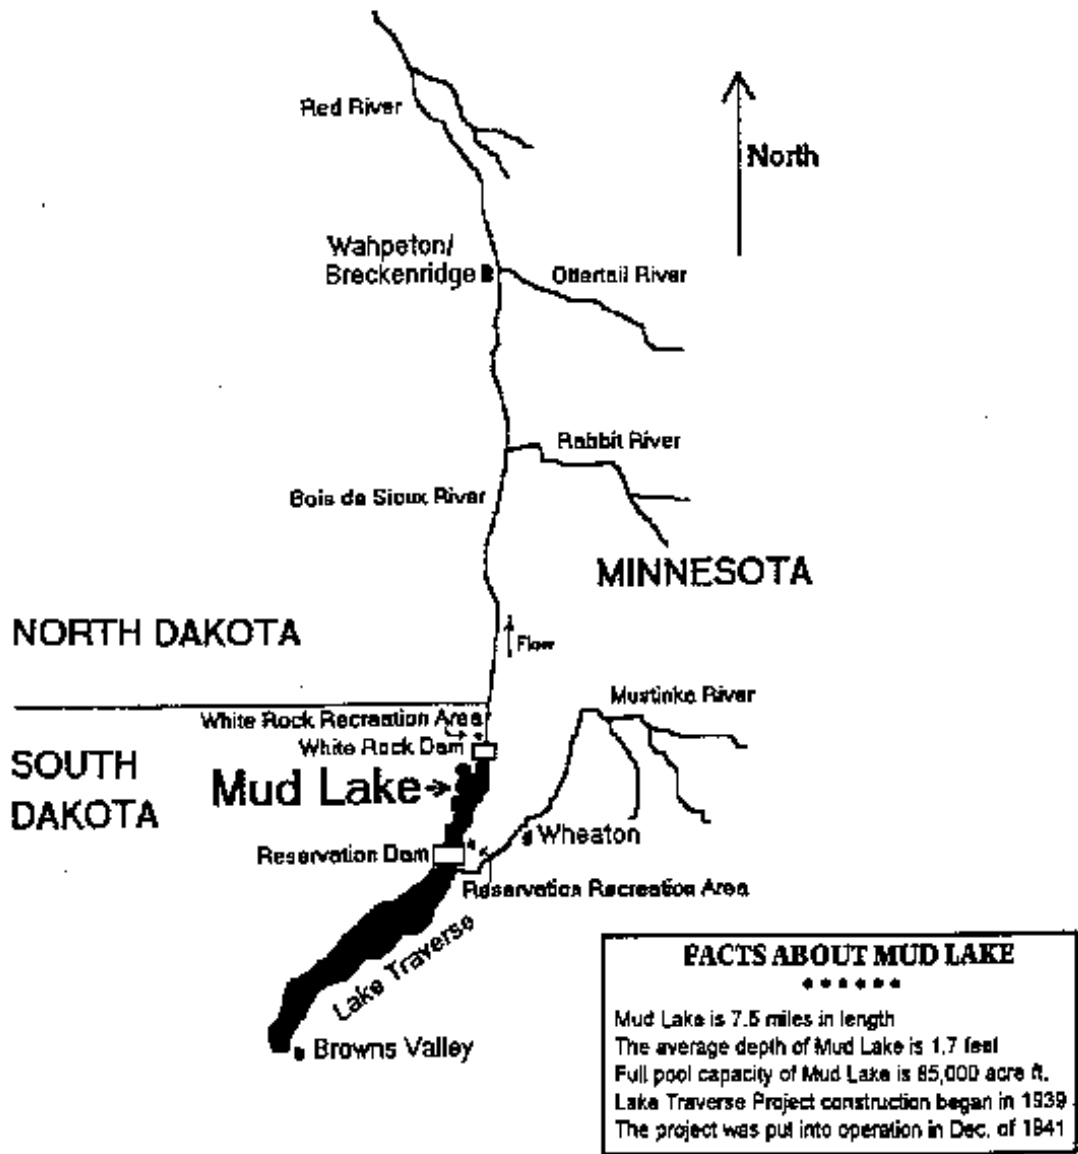 Red River
North
Wahpeton/
Breckenridge
Ottertail River
Rabbit River
Bois de Sioux River
MINNESOTA
NORTH DAKOTA
Flow
Mustinka River
White Rock Recreation Area
White Rock Dam
SOUTH
DAKOTA
Mud Lake
Wheaton
Reservation Dam
Reservation Recreation Area
Lake Traverse
Browns Valley
FACTS ABOUT MUD LAKE
Mud Lake is 7.5 miles in length
The average depth of Mud Lake is 1.7 feet
Full pool capacity of Mud Lake is 85,000 acre ft.
Lake Traverse Project construction began in 1939
The project was put into operation in Dec. of 1941